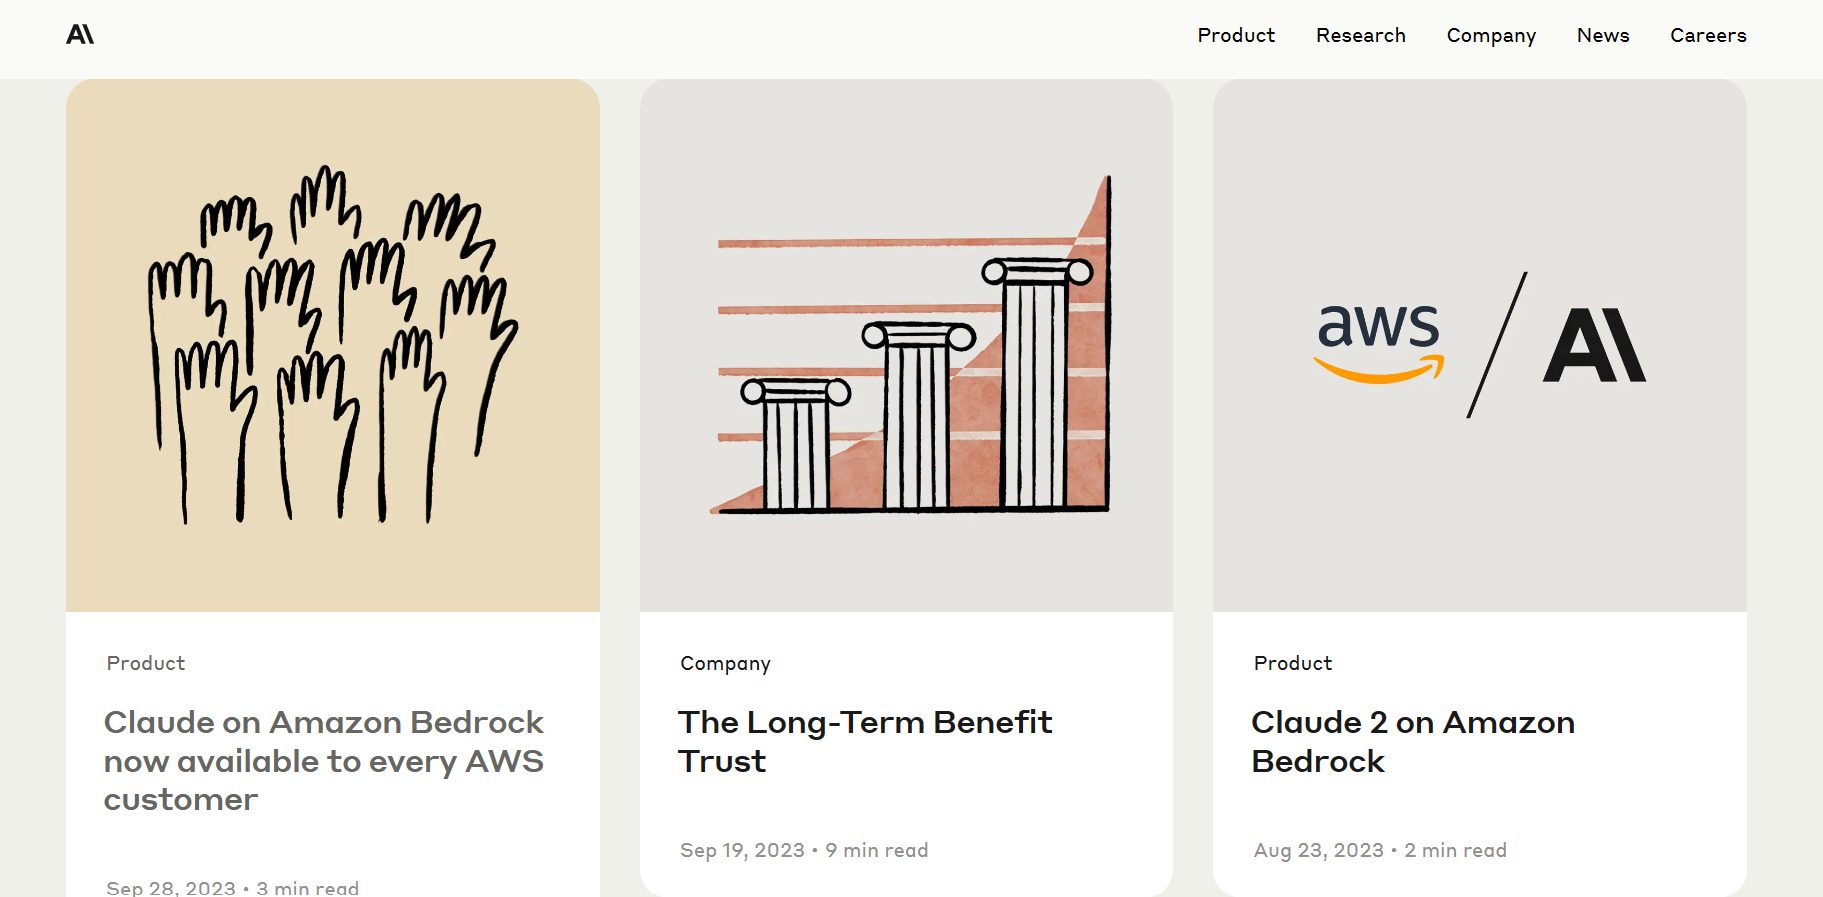 AI
Product Research Company News Careers
aws AI
Product
Claude on Amazon Bedrock
now available to every AWS
customer
Sep 28, 2023 • 3 min read
Company
The Long-Term Benefit
Trust
Sep 19, 2023 • 9 min read
Product
Claude 2 on Amazon
Bedrock
Aug 23, 2023 • 2 min read